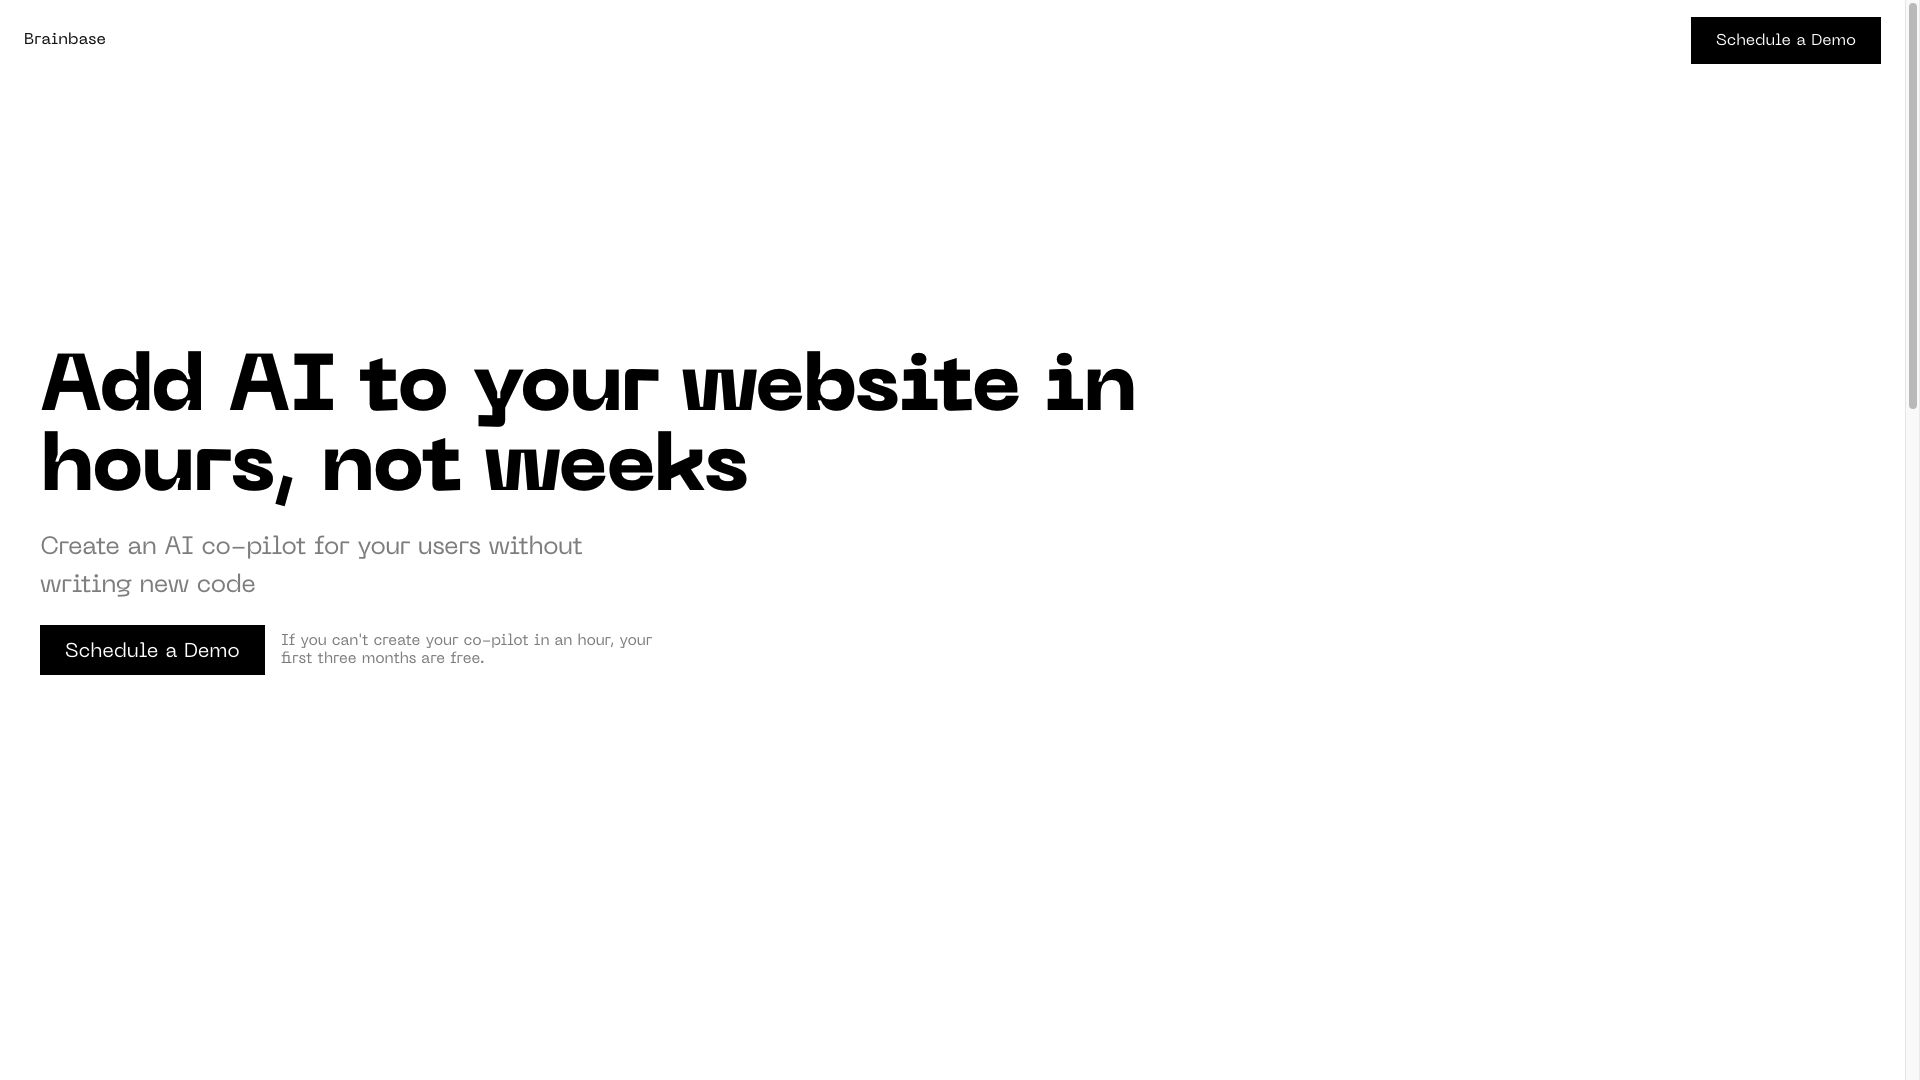 Brainbase
Schedule a Demo
Add AI to your website in
hours, not weeks
Create an AI co-pilot for your users without
writing new code
Schedule a Demo
If you can't create your co-pilot in an hour, your
first three months are free.